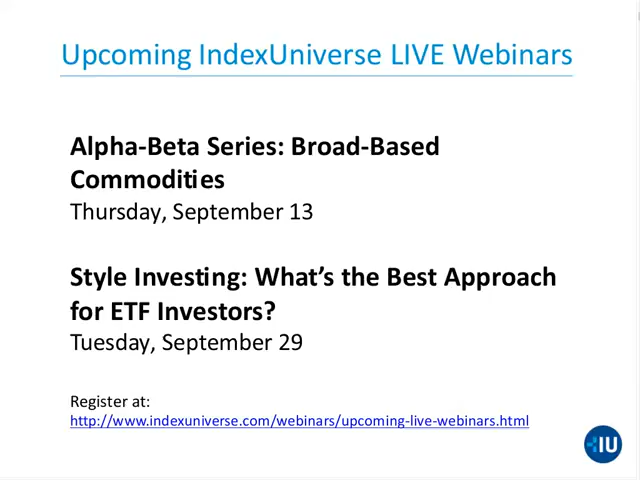 Upcoming IndexUniverse LIVE Webinars
Alpha-Beta Series: Broad-Based
Commodities
Thursday, September 13
Style Investing: What's the Best Approach
for ETF Investors?
Tuesday, September 29
Register at:
http://www.indexuniverse.com/webinars/upcoming-live-webinars.html
IU